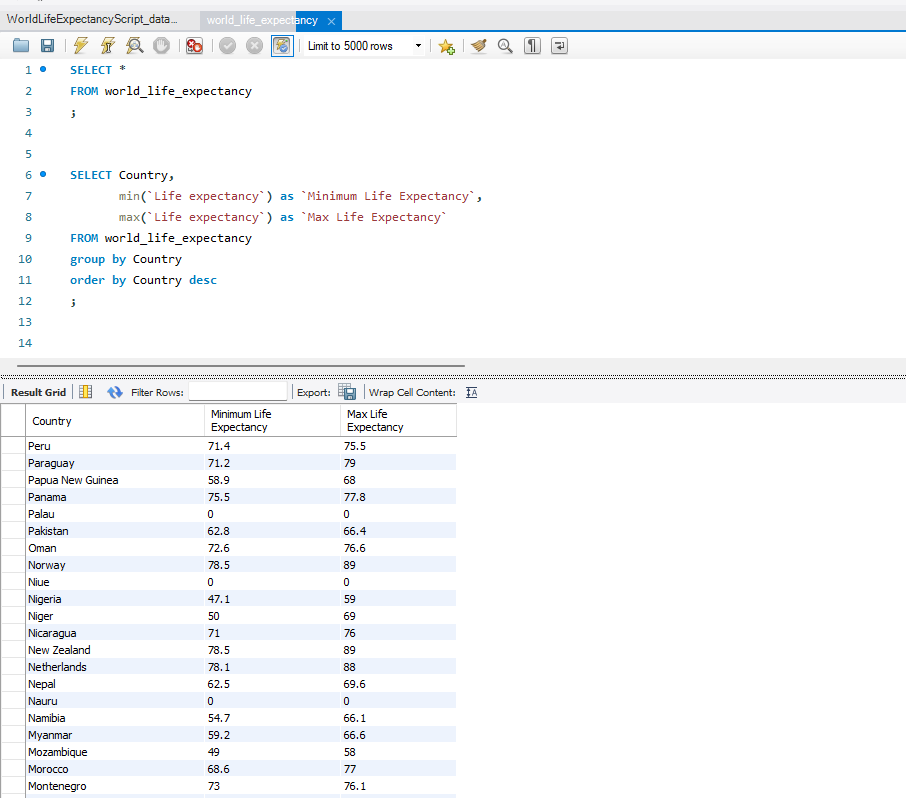 WorldLifeExpectancyScript_data...
world_life_expectancy
Limit to 5000 rows
1 SELECT *
2 FROM world_life_expectancy
3 ;
4
5
6 SELECT Country,
7 min(`Life expectancy`) as `Minimum Life Expectancy`,
8 max(`Life expectancy`) as `Max Life Expectancy`
9 FROM world_life_expectancy
10 group by Country
11 order by Country desc
12 ;
13
14
Result Grid Filter Rows: Export: Wrap Cell Content:
Country Minimum Life Expectancy Max Life Expectancy
Peru 71.4 75.5
Paraguay 71.2 79
Papua New Guinea 58.9 68
Panama 75.5 77.8
Palau 0 0
Pakistan 62.8 66.4
Oman 72.6 76.6
Norway 78.5 89
Niue 0 0
Nigeria 47.1 59
Niger 50 69
Nicaragua 71 76
New Zealand 78.5 89
Netherlands 78.1 88
Nepal 62.5 69.6
Nauru 0 0
Namibia 54.7 66.1
Myanmar 59.2 66.6
Mozambique 49 58
Morocco 68.6 77
Montenegro 73 76.1